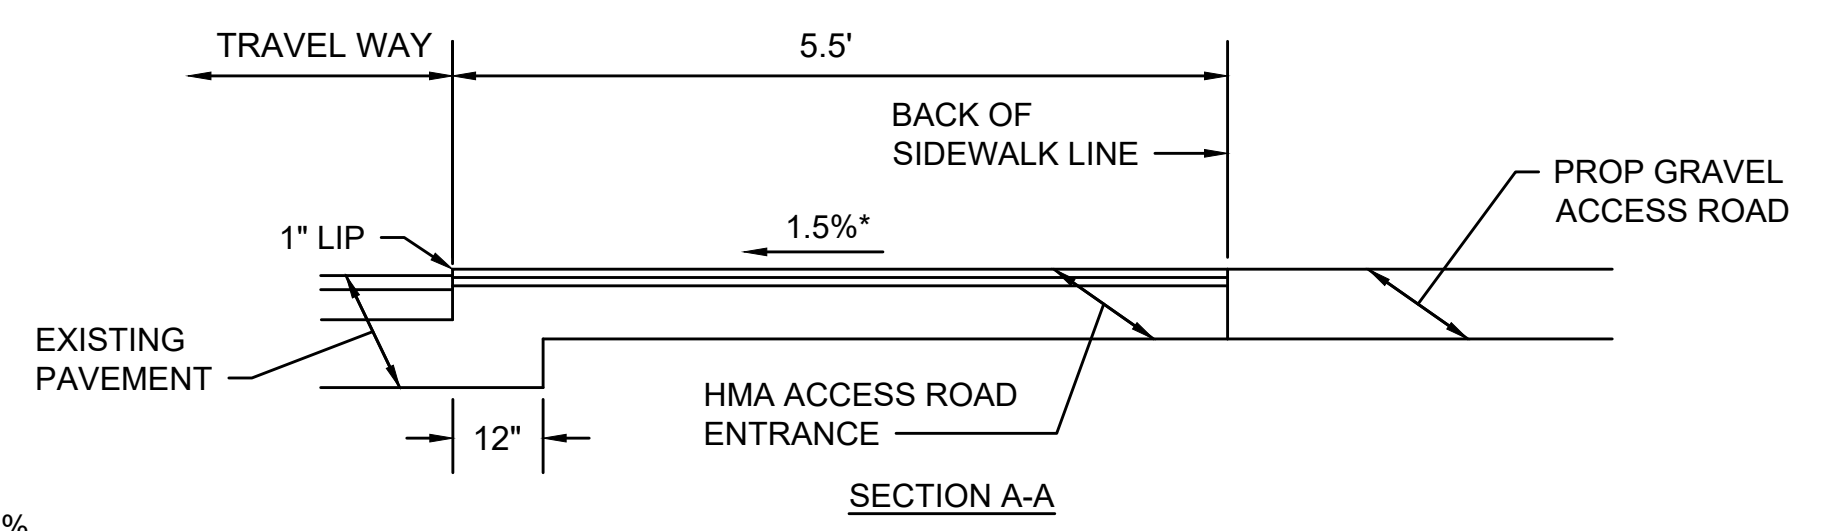 TRAVEL WAY
5.5'
BACK OF
SIDEWALK LINE
PROP GRAVEL
ACCESS ROAD
1.5%*
1" LIP
EXISTING
PAVEMENT
HMA ACCESS ROAD
ENTRANCE
12"
SECTION A-A
%